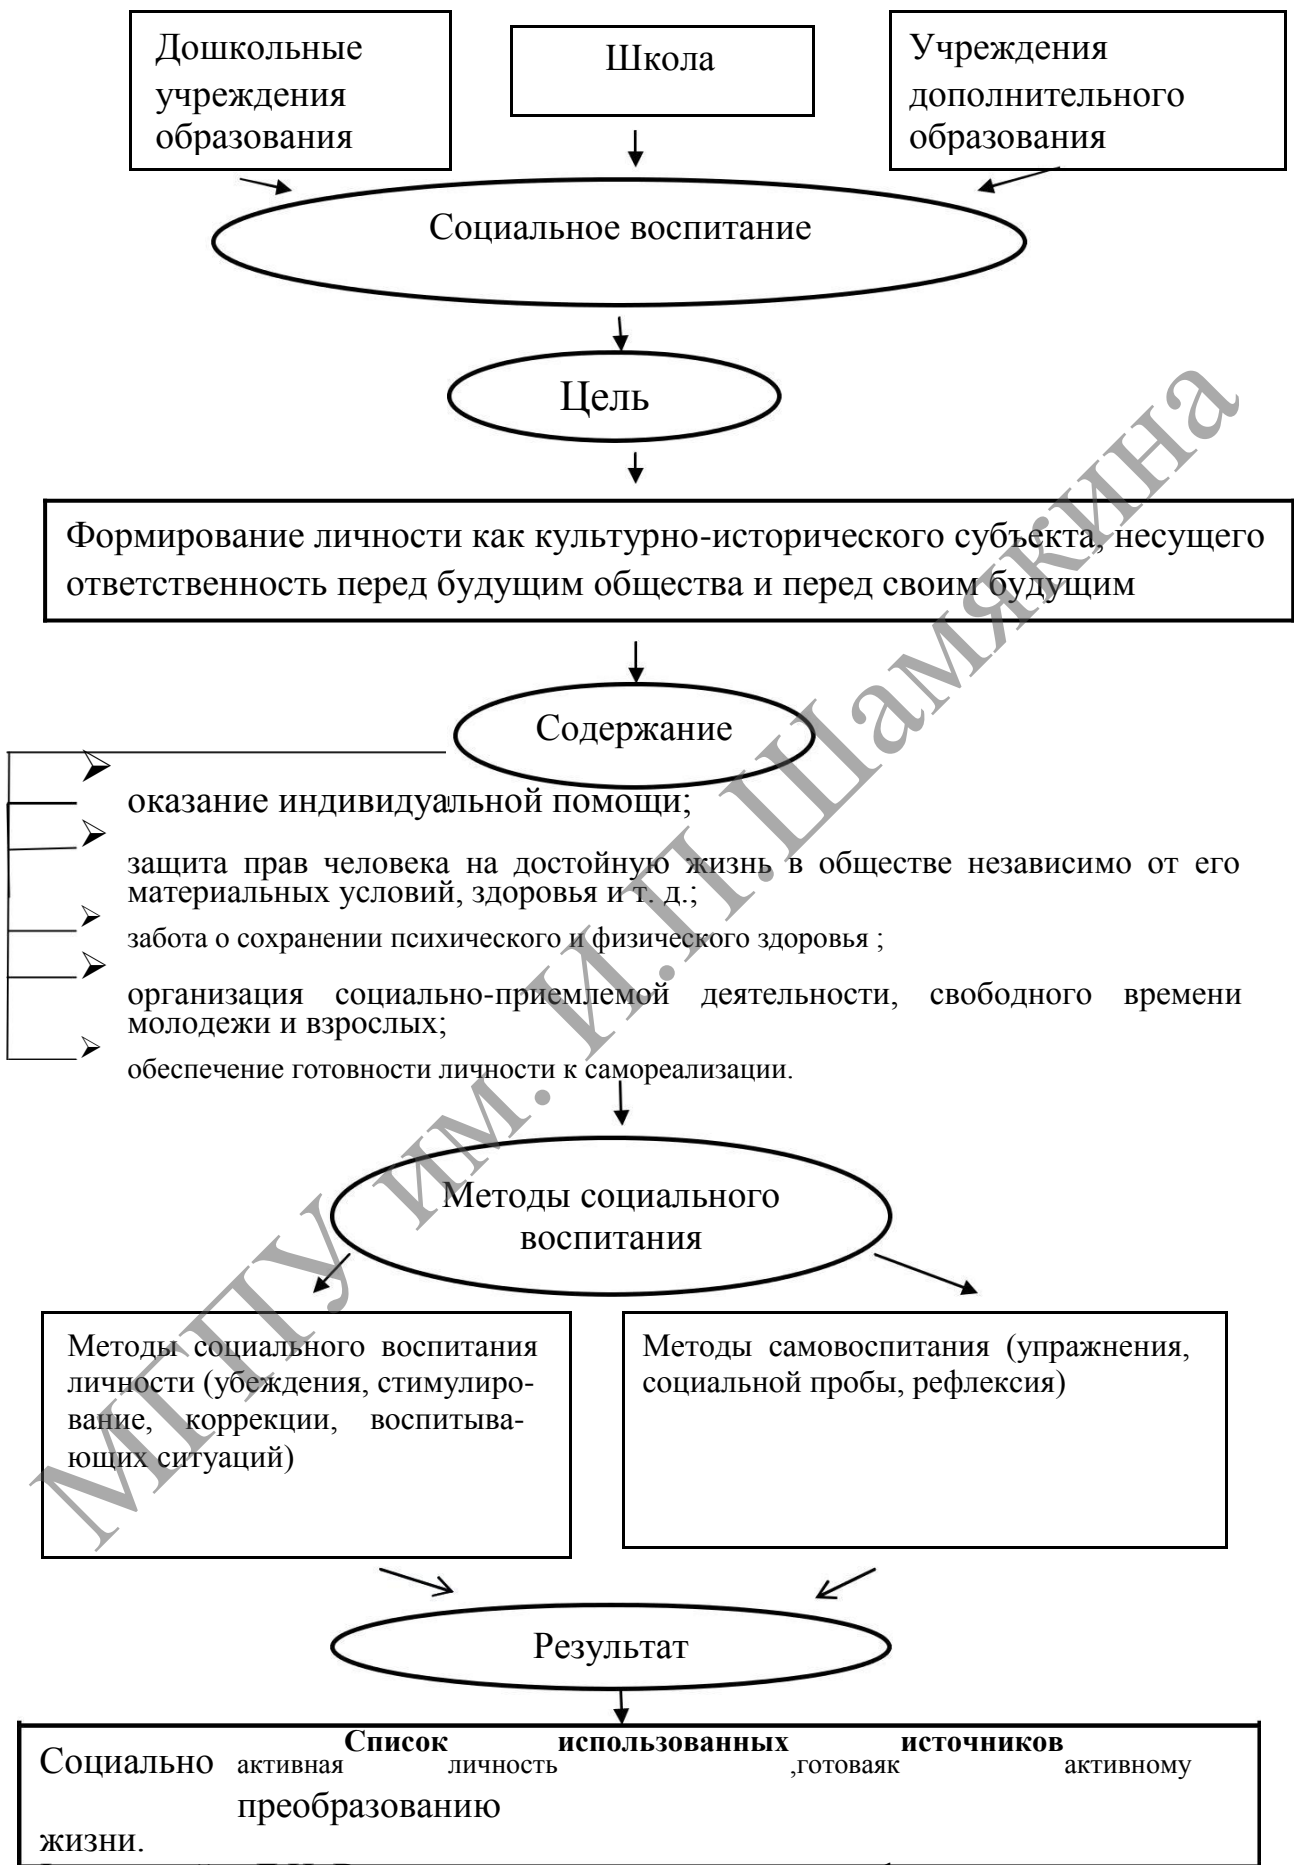 Дошкольные
учреждения
образования
Школа
Учреждения
дополнительного
образования
Социальное воспитание
Цель
Формирование личности как культурно-исторического субъекта, несущего
ответственность перед будущим общества и перед своим будущим
Содержание
оказание индивидуальной помощи;
защита прав человека на достойную жизнь в обществе независимо от его
материальных условий, здоровья и т. д.;
забота о сохранении психического и физического здоровья ;
организация социально-приемлемой деятельности, свободного времени
молодежи и взрослых;
обеспечение готовности личности к самореализации.
Методы социального
воспитания
Методы социального воспитания
личности (убеждения, стимулиро-
вание, коррекции, воспитыва-
ющих ситуаций)
Методы самовоспитания (упражнения,
социальной пробы, рефлексия)
Результат
Список использованных источников
Социально активная личность ,готоваяк активному
преобразованию
жизни.
МГПУ им. И.П.Шамякина